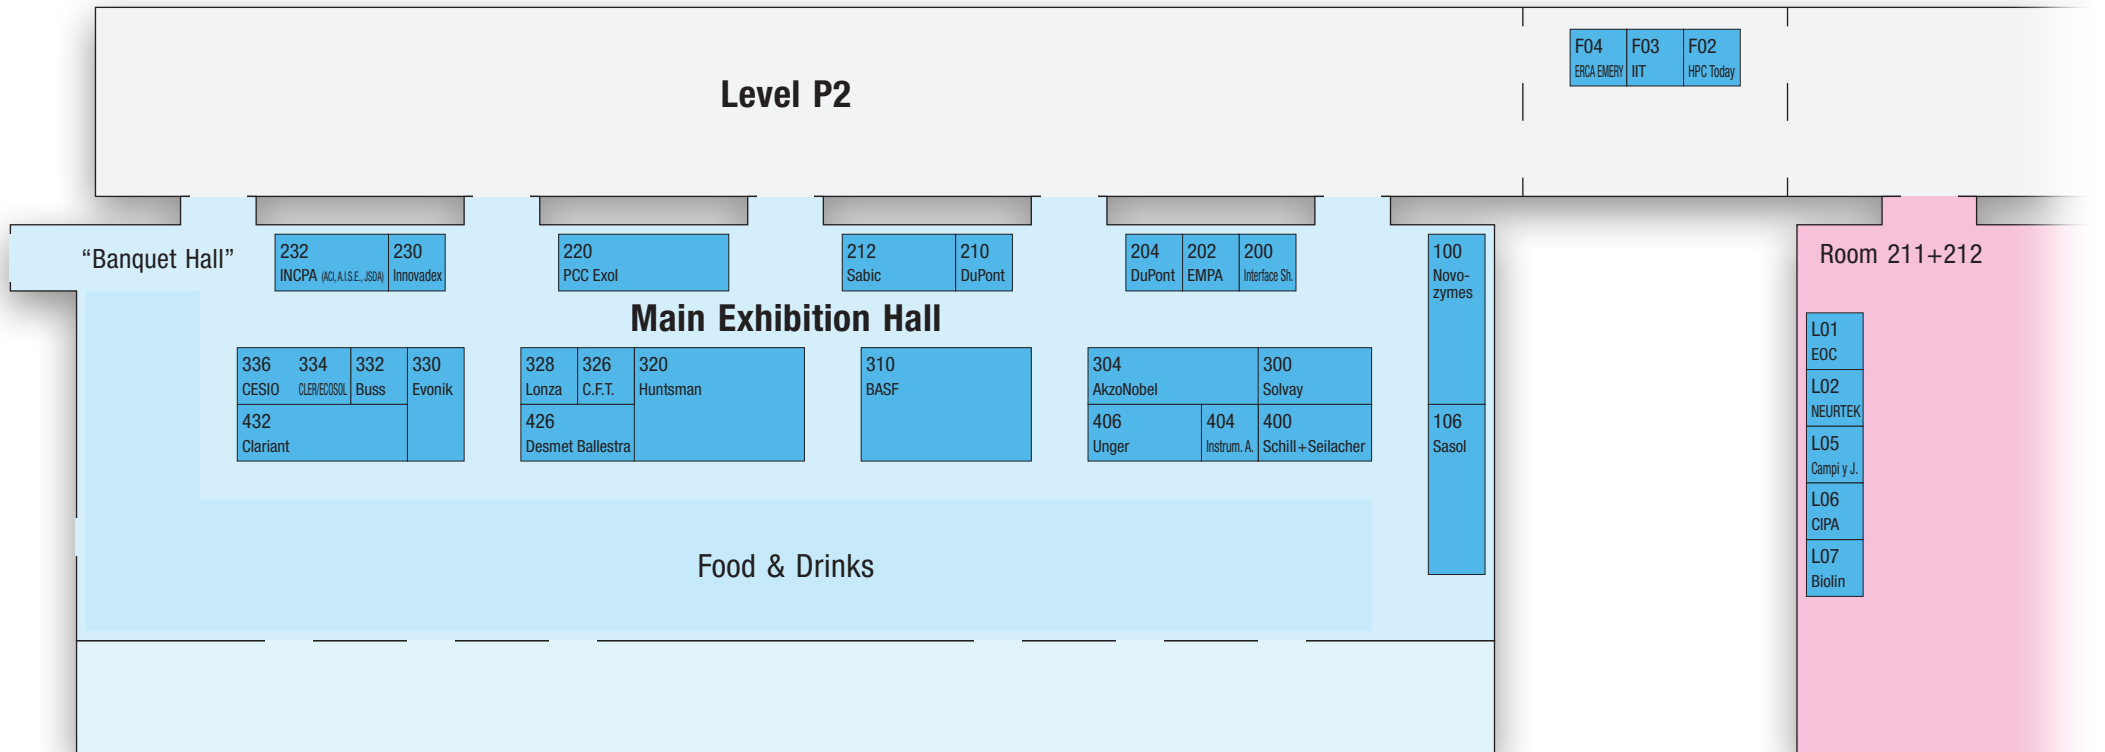 F04 F03 F02
ERCA EMERY IIT HPC Today
Level P2
"Banquet Hall"
232 230
INCPA (ACI, A.I.S.E., JSDA) Innovadex
220
PCC Exol
212 210
Sabic DuPont
204 202 200
DuPont EMPA Interface Sh.
100
Novo-
zymes
Room 211+212
Main Exhibition Hall
336 334 332 330
CESIO CLER/ECOSOL Buss Evonik
432
Clariant
328 326 320
Lonza C.F.T. Huntsman
426
Desmet Ballestra
310
BASF
304 300
AkzoNobel Solvay
406 404 400
Unger Instrum. A. Schill+Seilacher
106
Sasol
L01
EOC
L02
NEURTEK
L05
Campi y J.
L06
CIPA
L07
Biolin
Food & Drinks